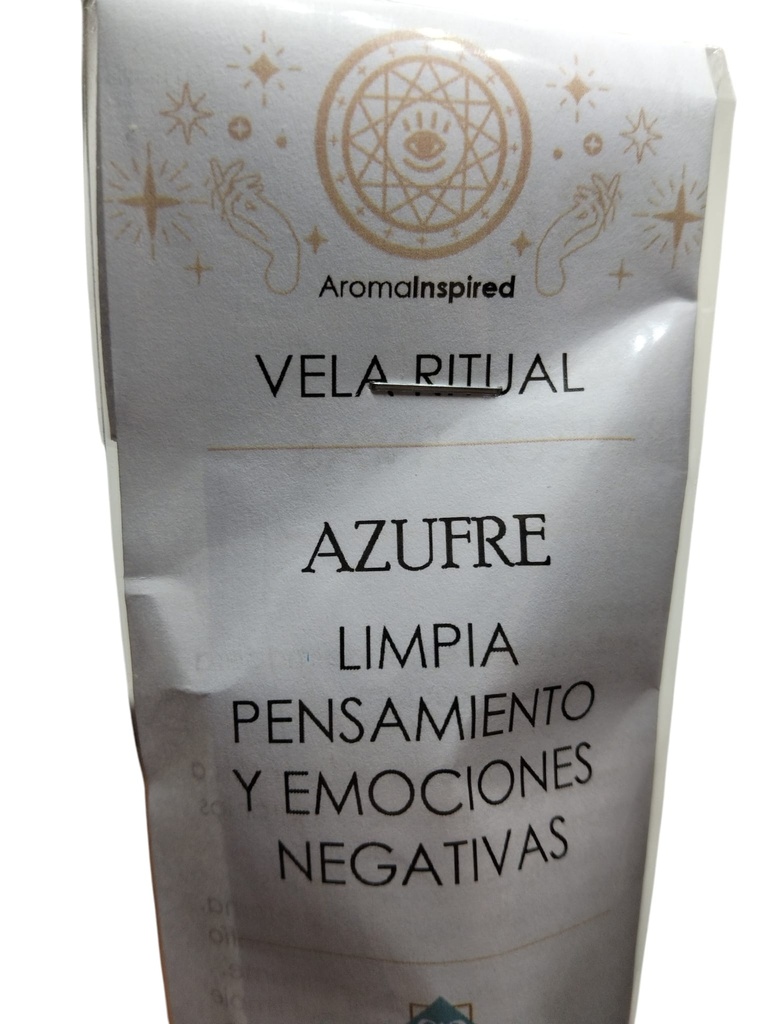 AromaInspired
VELA RITUAL
AZUFRE
LIMPIA
PENSAMIENTO
Y EMOCIONES
NEGATIVAS